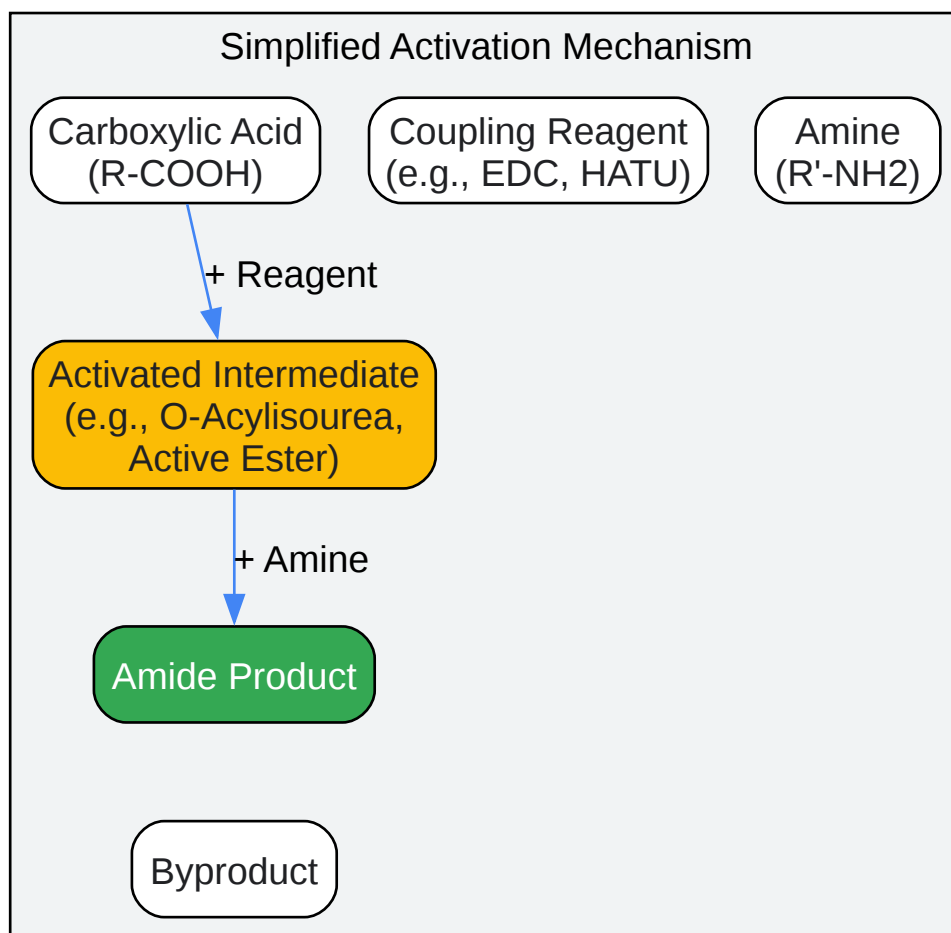 Simplified Activation Mechanism
Carboxylic Acid
(R-COOH)
Coupling Reagent
(e.g., EDC, HATU)
Amine
(R'-NH2)
+ Reagent
Activated Intermediate
(e.g., O-Acylisourea,
Active Ester)
+ Amine
Amide Product
Byproduct